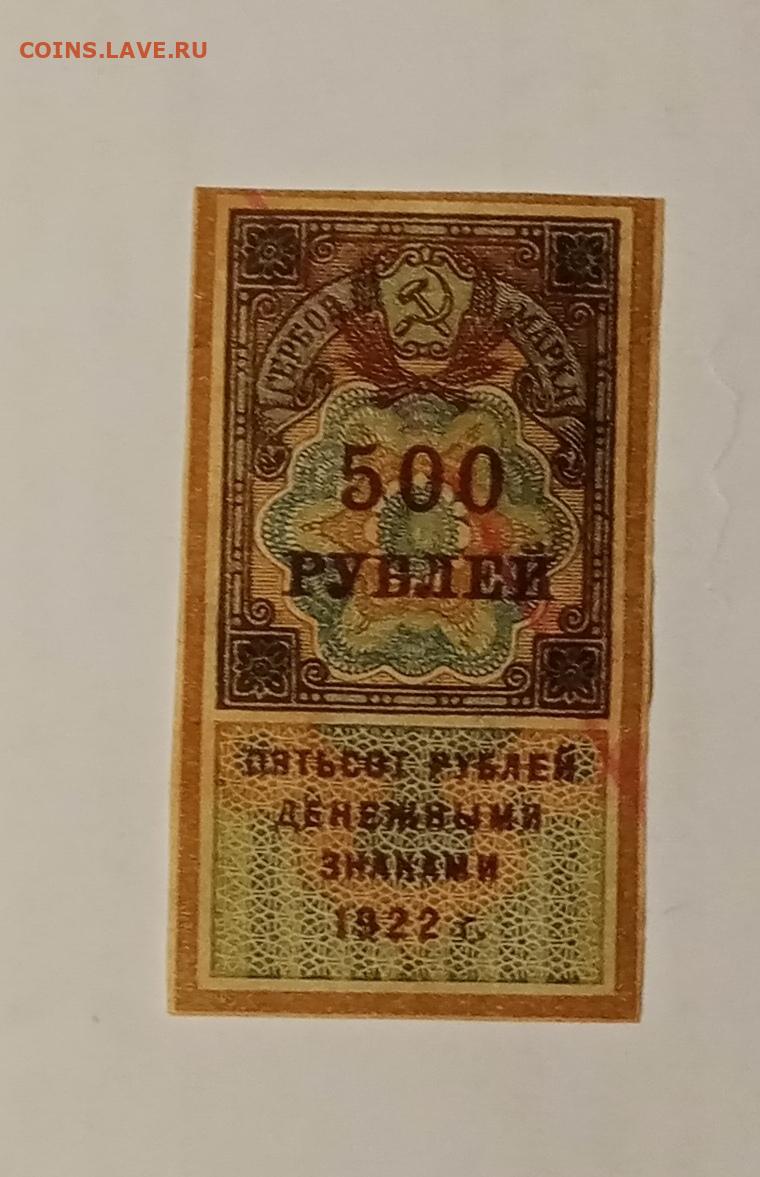 COINS.LAVE.RU
ГЕРБОВ. МАРКА
500
РУБЛЕЙ
ПЯТЬСОТ РУБЛЕЙ
ДЕНЕЖНЫМИ
ЗНАКАМИ
1922 г.